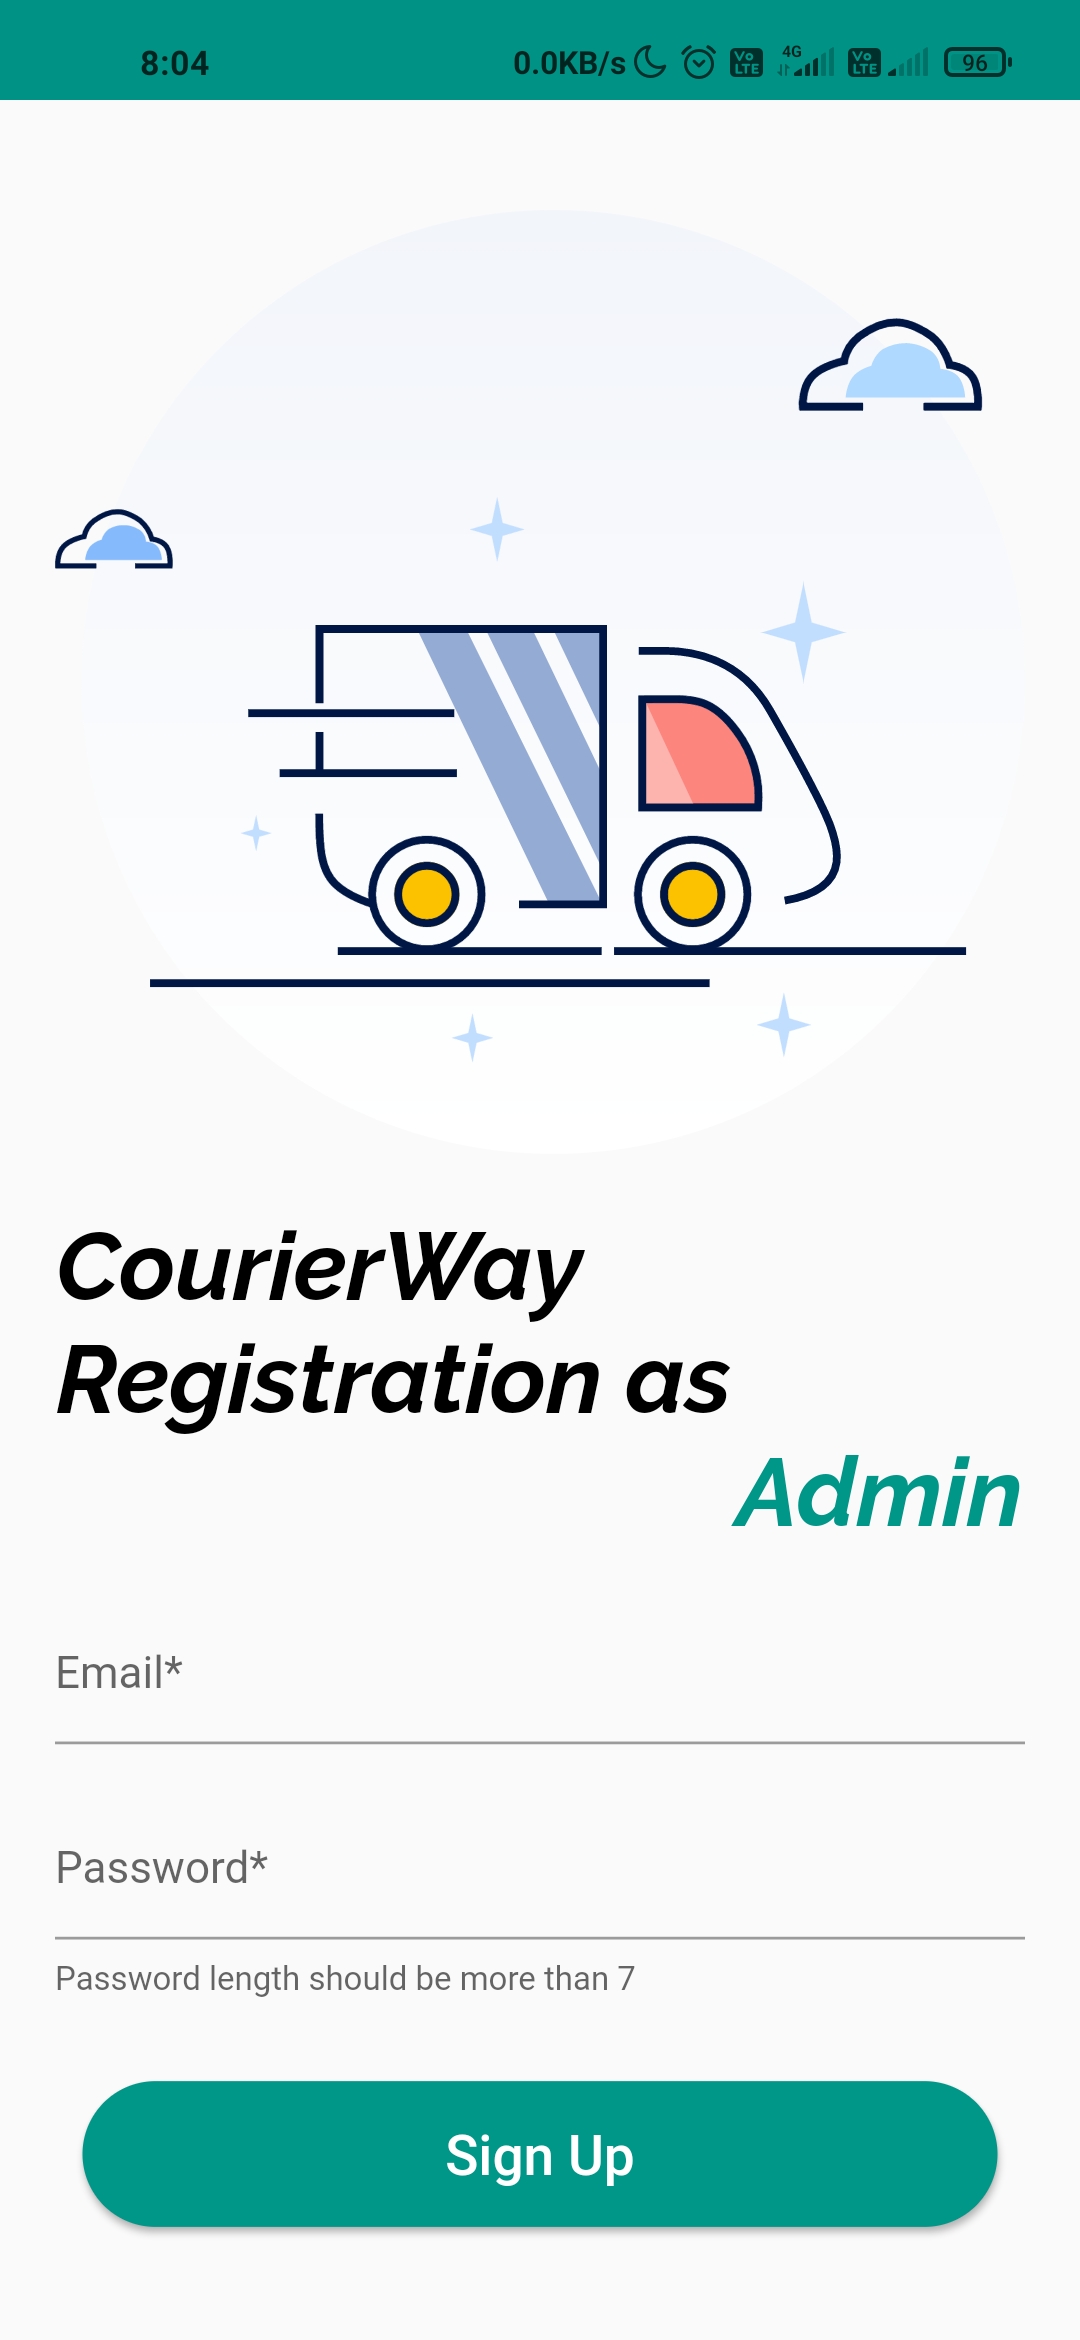 8:04 0.0KB/s Vo LTE 4G Vo LTE 96
CourierWay
Registration as
Admin
Email*
Password*
Password length should be more than 7
Sign Up